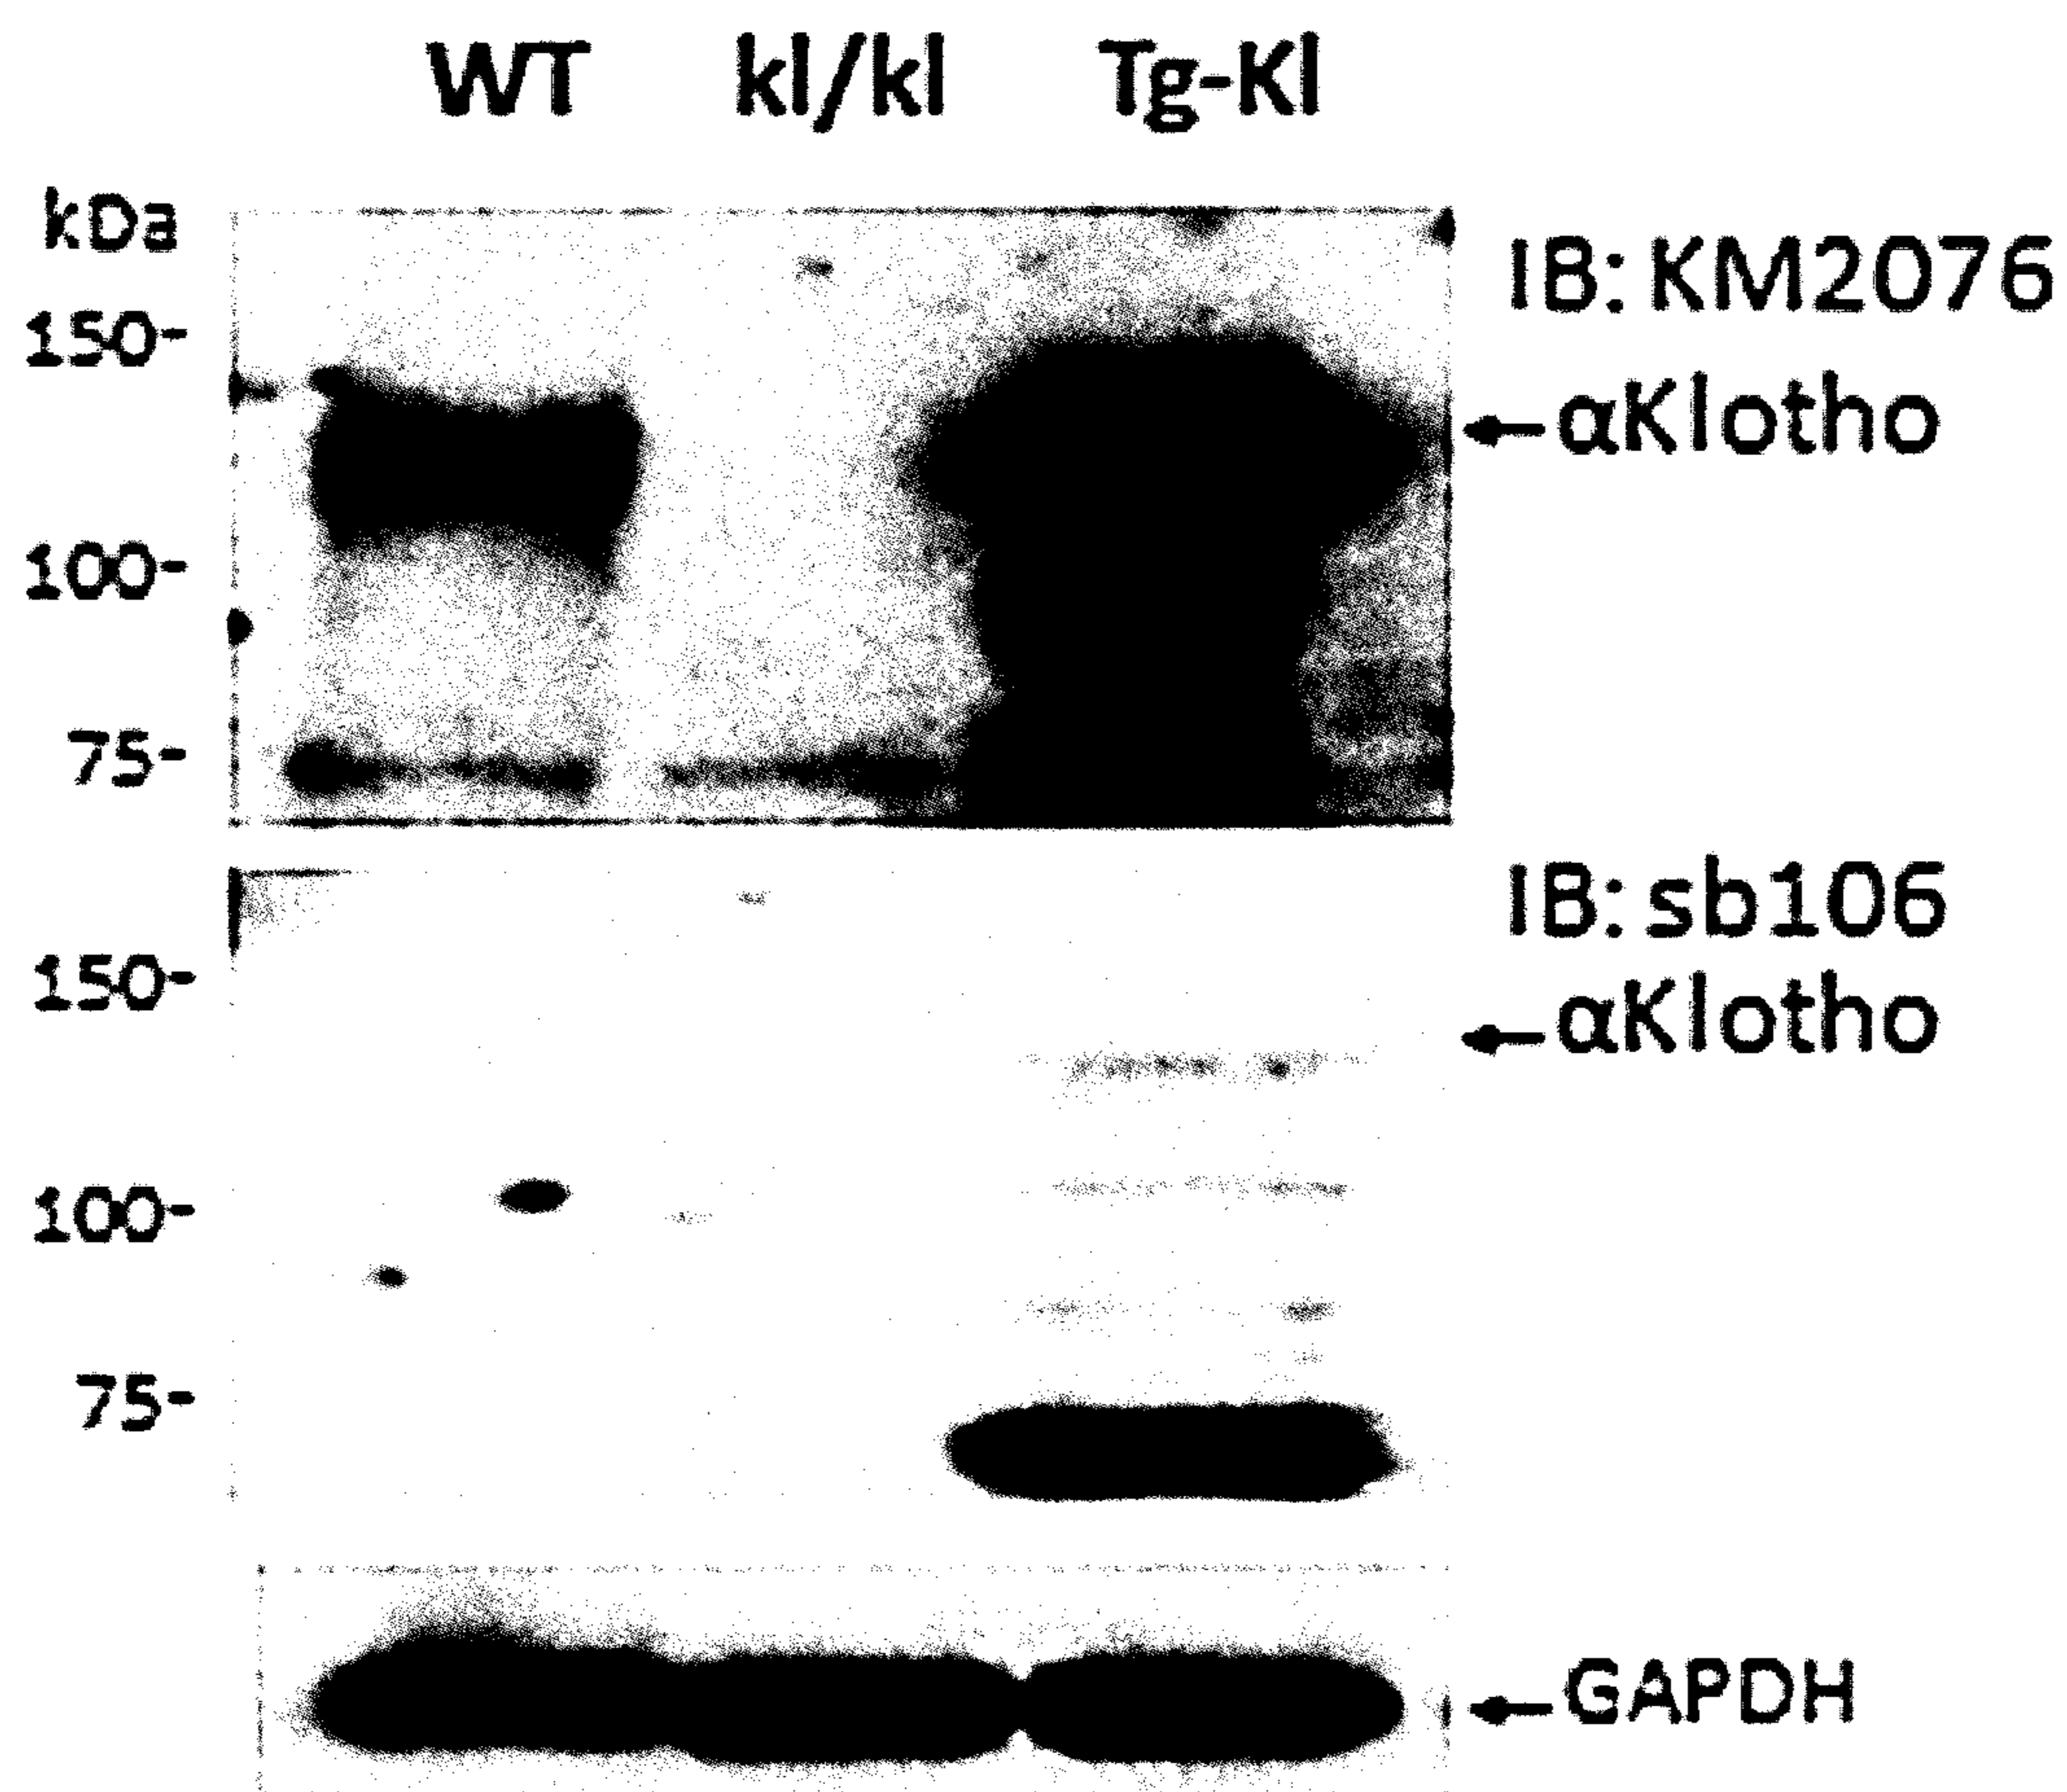 WT kl/kl Tg-Kl
kDa
IB: KM2076
150-
←αKlotho
100-
75-
IB: sb106
150-
←αKlotho
100-
75-
←GAPDH